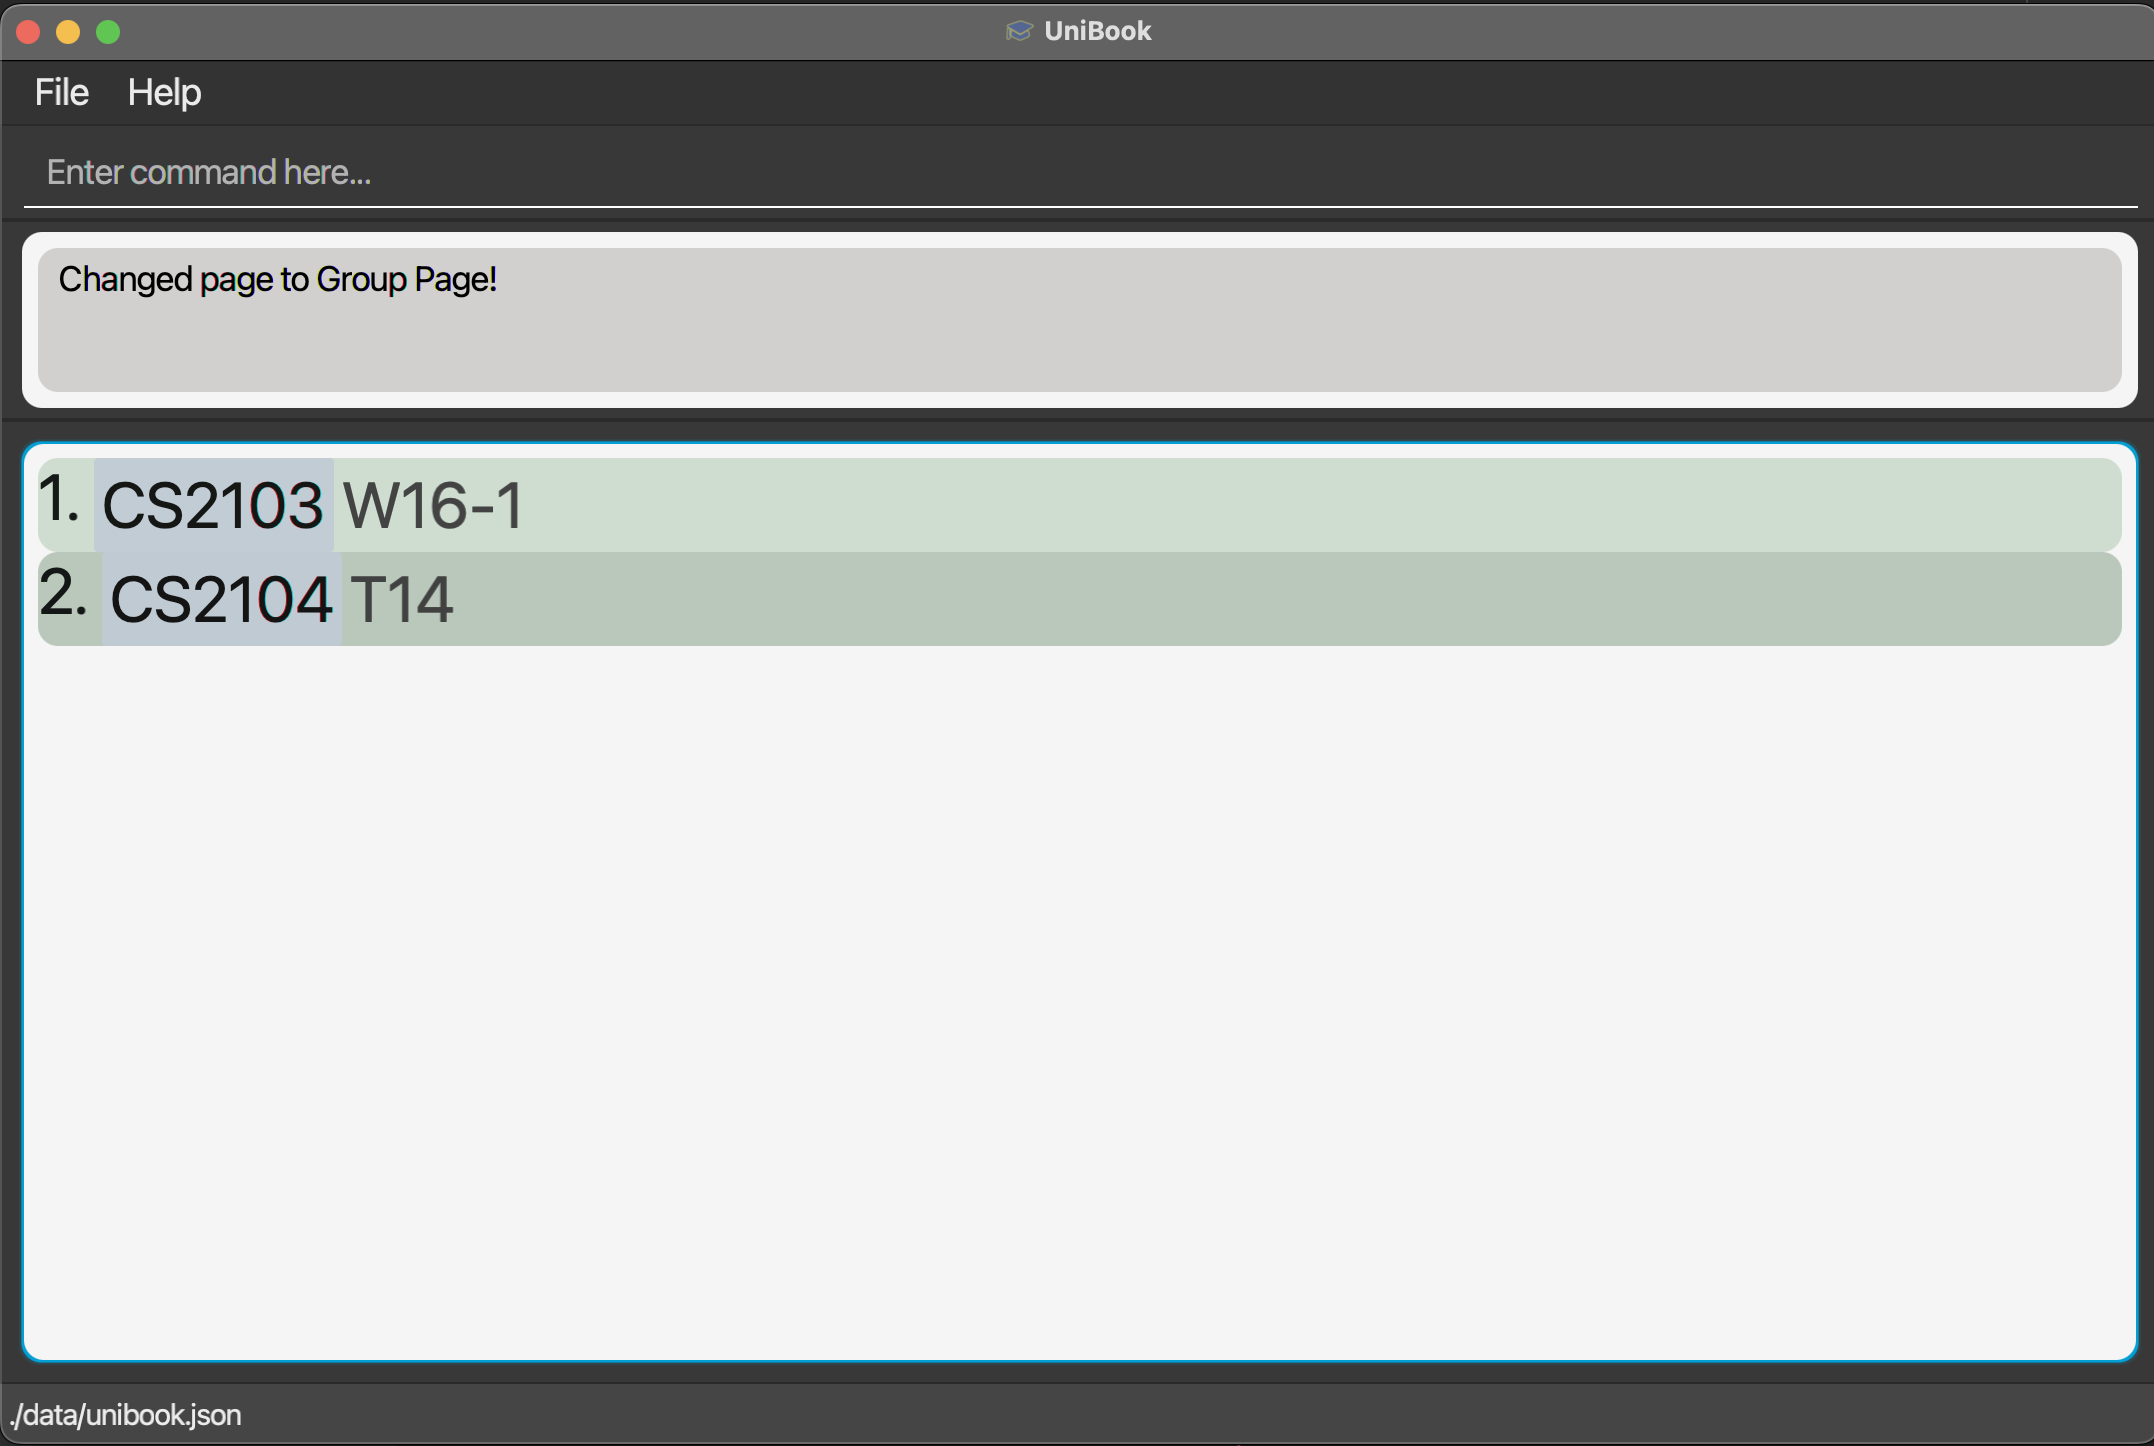 UniBook
File Help
Enter command here...
Changed page to Group Page!
1. CS2103 W16-1
2. CS2104 T14
./data/unibook.json